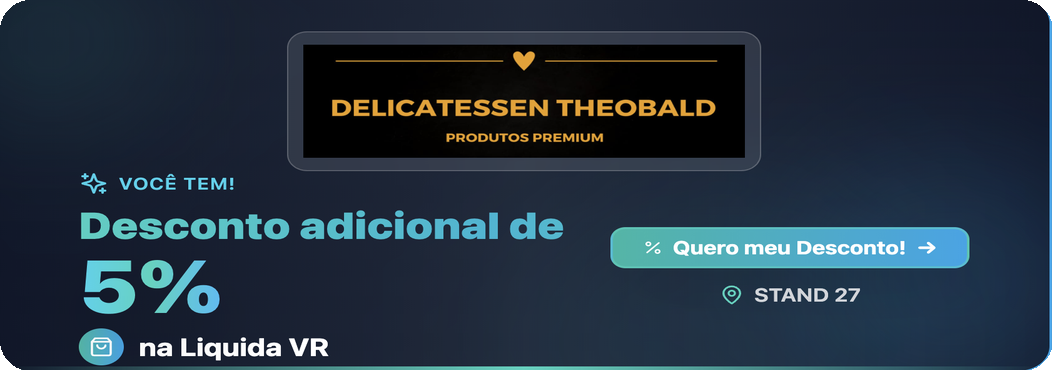 DELICATESSEN THEOBALD
PRODUTOS PREMIUM
VOCÊ TEM!
Desconto adicional de
5%
na Liquida VR
% Quero meu Desconto! →
STAND 27